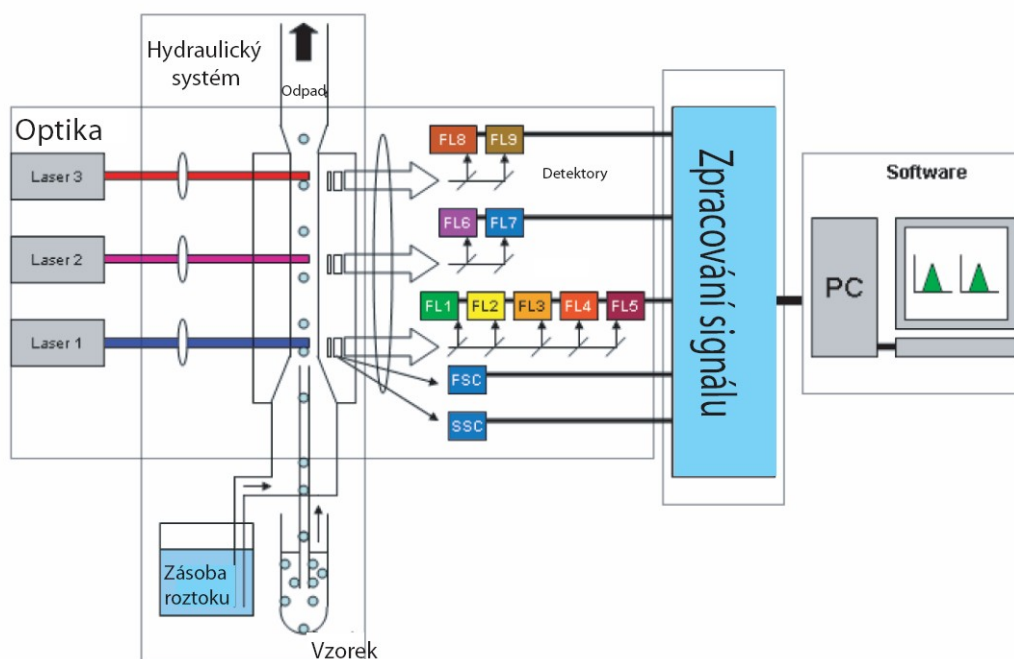 Hydraulický
systém
Odpad
Optika
Laser 3
Laser 2
Laser 1
FL8 FL9
Detektory
FL6 FL7
FL1 FL2 FL3 FL4 FL5
FSC
SSC
Zpracování signálu
Software
PC
Zásoba
roztoku
Vzorek